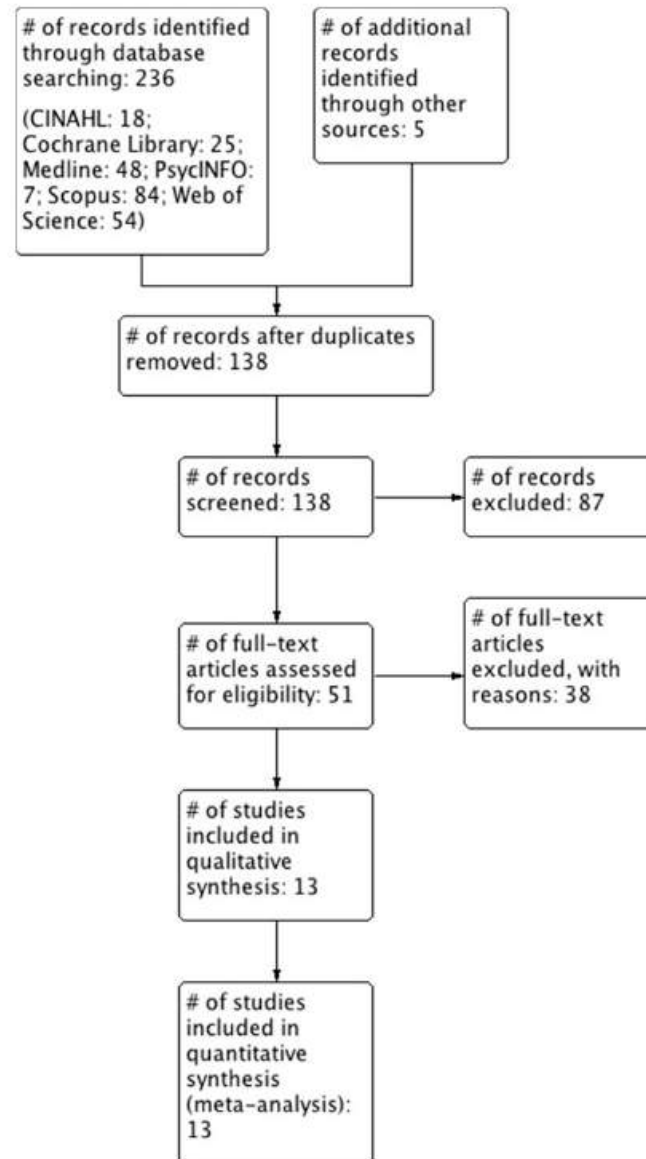 # of records identified
through database
searching: 236
(CINAHL: 18;
Cochrane Library: 25;
Medline: 48; PsycINFO:
7; Scopus: 84; Web of
Science: 54)
# of additional
records
identified
through other
sources: 5
# of records after duplicates
removed: 138
# of records
screened: 138
# of records
excluded: 87
# of full-text
articles assessed
for eligibility: 51
# of full-text
articles
excluded, with
reasons: 38
# of studies
included in
qualitative
synthesis: 13
# of studies
included in
quantitative
synthesis
(meta-analysis):
13